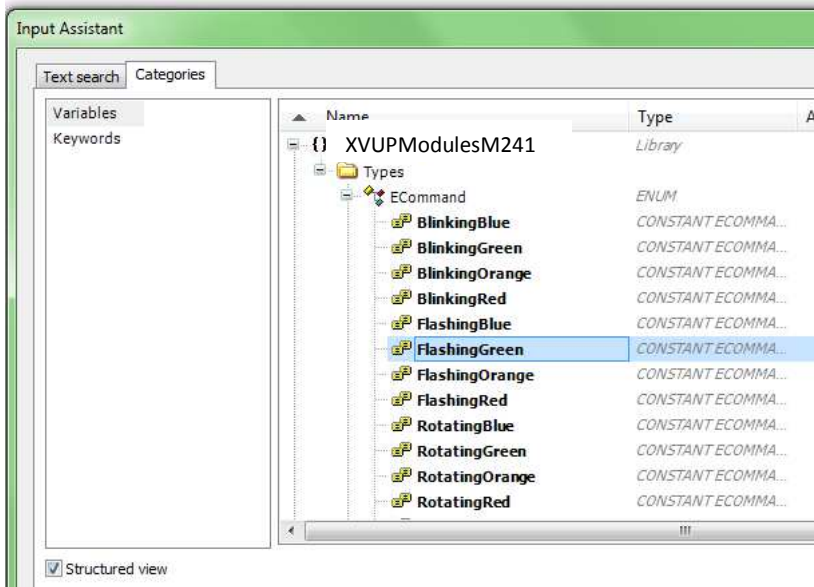 Input Assistant
Text search Categories
Variables
Keywords
Name Type A
{} XVUPModulesM241 Library
Types
ECommand ENUM
BlinkingBlue CONSTANT ECOMMA...
BlinkingGreen CONSTANT ECOMMA...
BlinkingOrange CONSTANT ECOMMA...
BlinkingRed CONSTANT ECOMMA...
FlashingBlue CONSTANT ECOMMA...
FlashingGreen CONSTANT ECOMMA...
FlashingOrange CONSTANT ECOMMA...
FlashingRed CONSTANT ECOMMA...
RotatingBlue CONSTANT ECOMMA...
RotatingGreen CONSTANT ECOMMA...
RotatingOrange CONSTANT ECOMMA...
RotatingRed CONSTANT ECOMMA...
Structured view